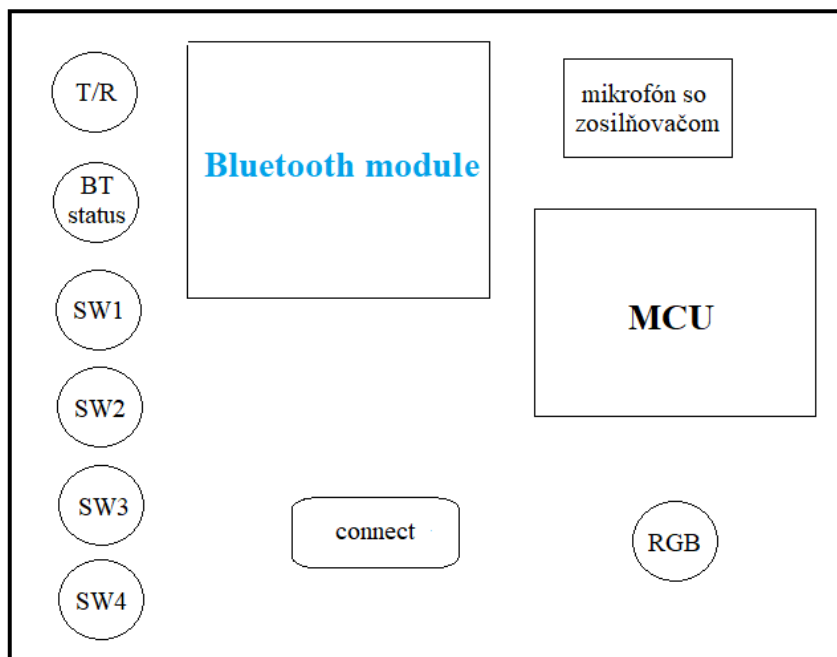 T/R
BT
status
SW1
SW2
SW3
SW4
Bluetooth module
mikrofón so
zosilňovačom
MCU
connect
RGB